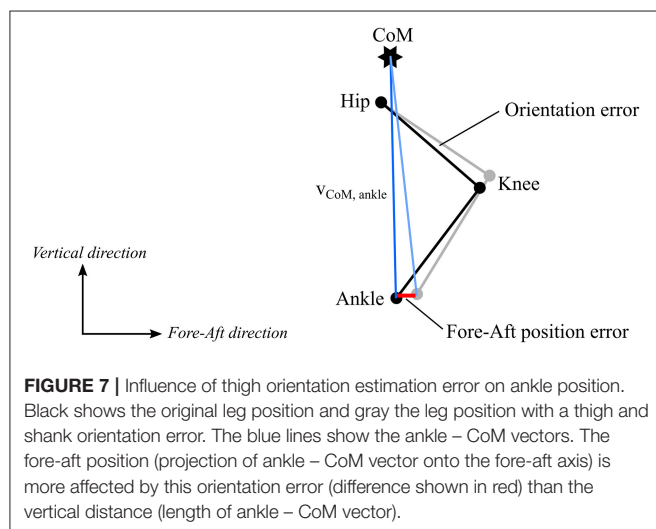 CoM
Hip
Orientation error
Knee
vCoM, ankle
Vertical direction
Ankle
Fore-Aft direction
Fore-Aft position error
FIGURE 7 | Influence of thigh orientation estimation error on ankle position.
Black shows the original leg position and gray the leg position with a thigh and
shank orientation error. The blue lines show the ankle – CoM vectors. The
fore-aft position (projection of ankle – CoM vector onto the fore-aft axis) is
more affected by this orientation error (difference shown in red) than the
vertical distance (length of ankle – CoM vector).